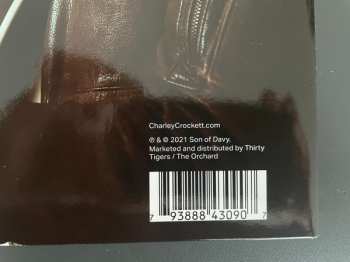 CharleyCrockett.com
℗ & © 2021 Son of Davy.
Marketed and distributed by Thirty
Tigers / The Orchard
7 93888 43090 7